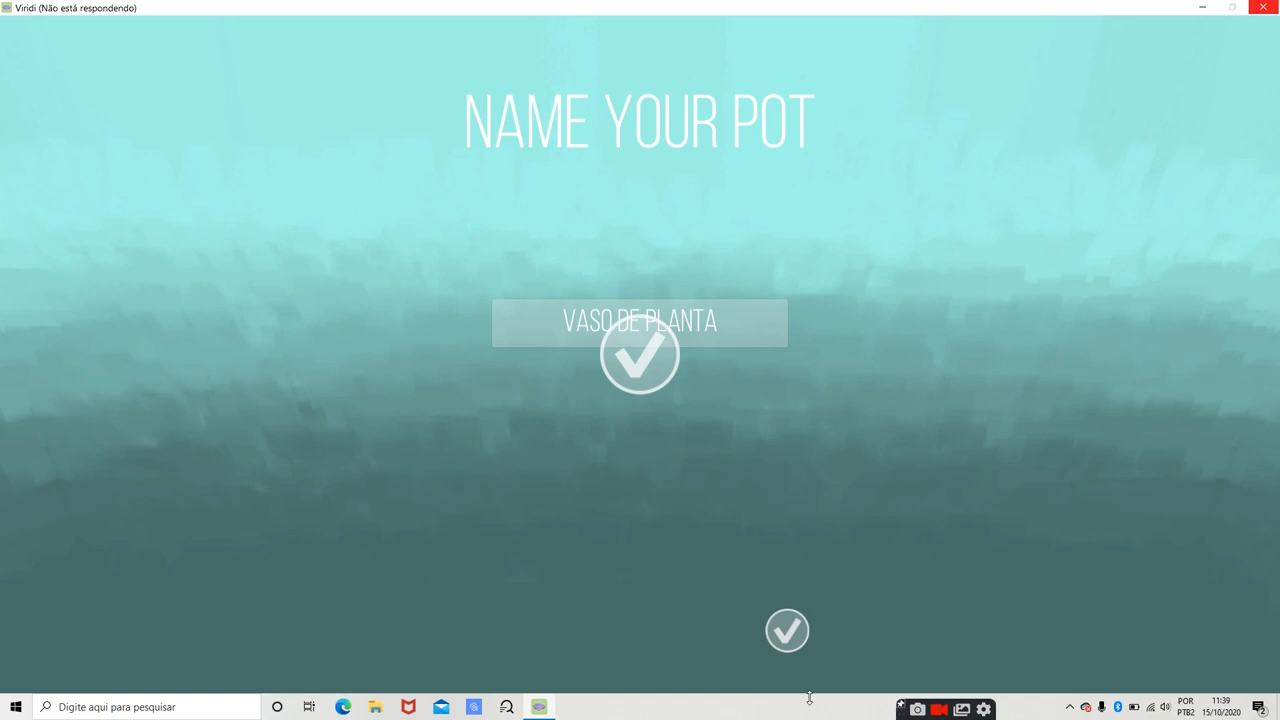 Viridi (Não está respondendo)
NAME YOUR POT
VASO DE PLANTA
Digite aqui para pesquisar
POR
PTB2
11:39
15/10/2020
2